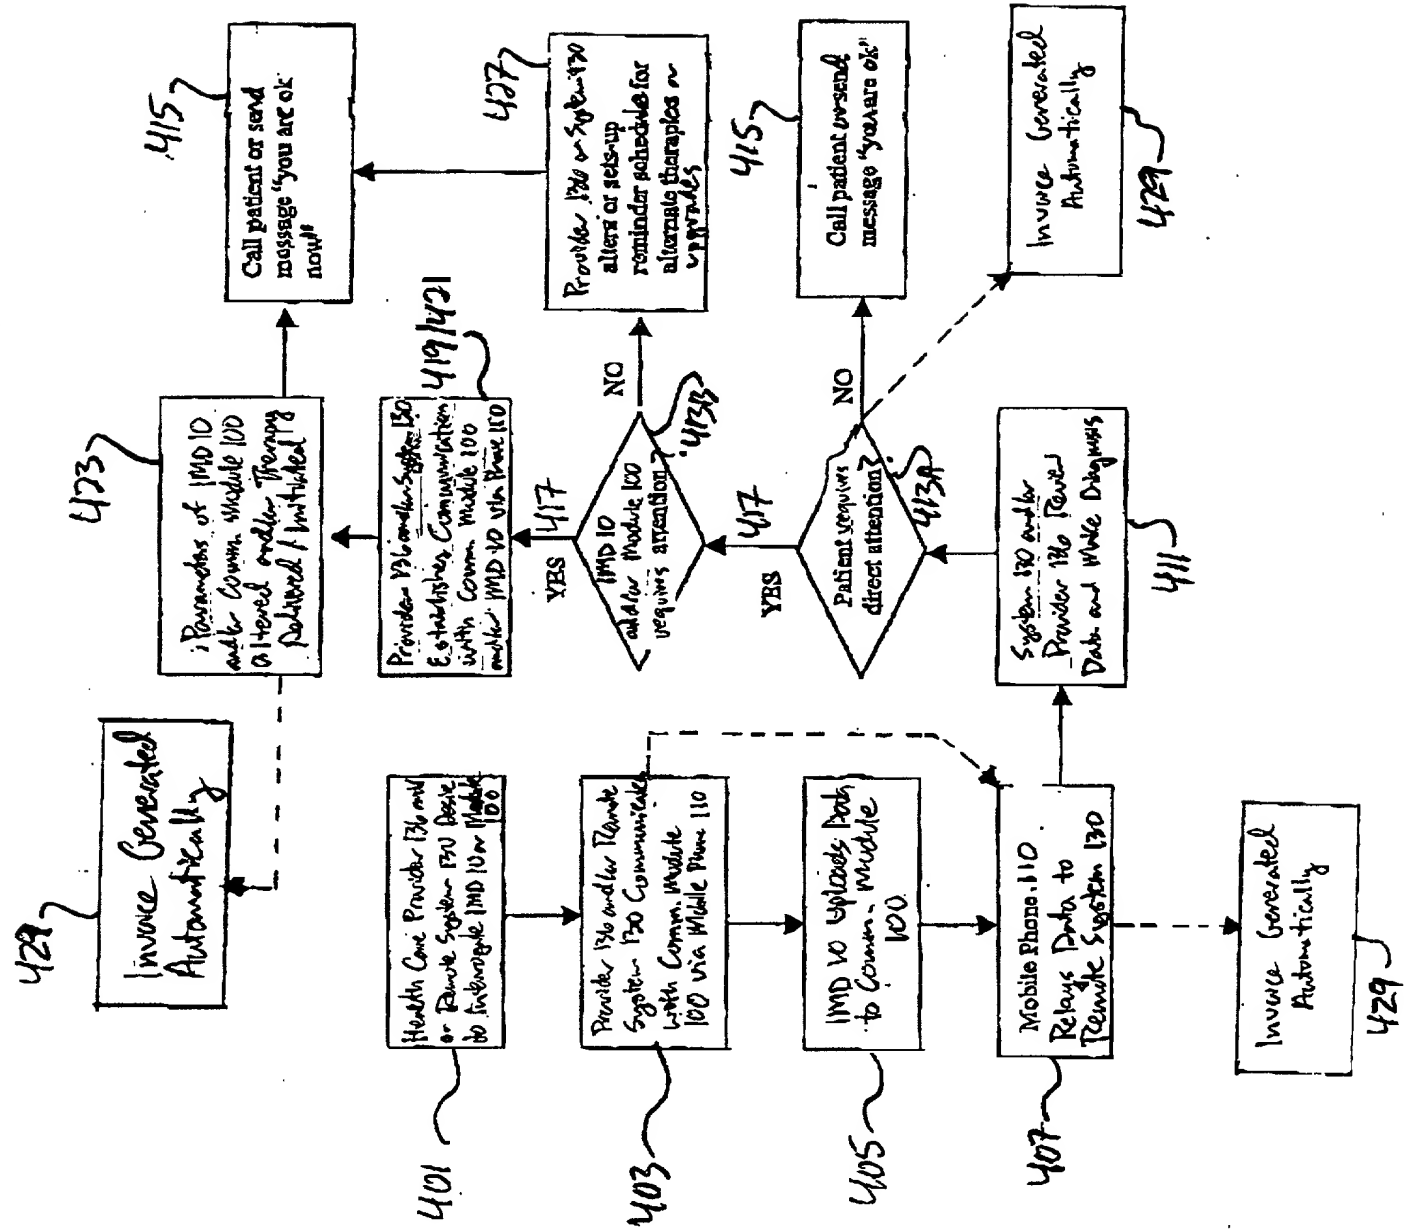 401
Health Care Provider 136 and/
or Remote System 130 Desire
to Interrogate IMD 10 or Module
100
403
Provider 136 and/or Remote
System 130 Communicates
with Comm. Module
100 via Mobile Phone 110
405
IMD 10 Uploads Data
to Comm. Module
100
407
Mobile Phone 110
Relays Data to
Remote System 130
Invoice Generated
Automatically
429
411
System 130 and/or
Provider 136 Review
Data and Make Diagnosis
Patient requires
direct attention?
413A
NO
YES
417
Call patient or send
message "you are ok"
415
Invoice Generated
Automatically
429
IMD 10
and/or Module 100
requires attention?
413B
NO
YES
417
Provider 136 or System 130
alters or sets-up
reminder schedule for
alternate therapies or
upgrades
427
Provider 136 and/or System 130
Establishes Communication
with Comm. Module 100
and/or IMD 10 via Phone 110
419/421
Parameters of IMD 10
and/or Comm. Module 100
altered and/or Therapy
Delivered / Initiated
423
Call patient or send
message "you are ok
now"
415
Invoice Generated
Automatically
429